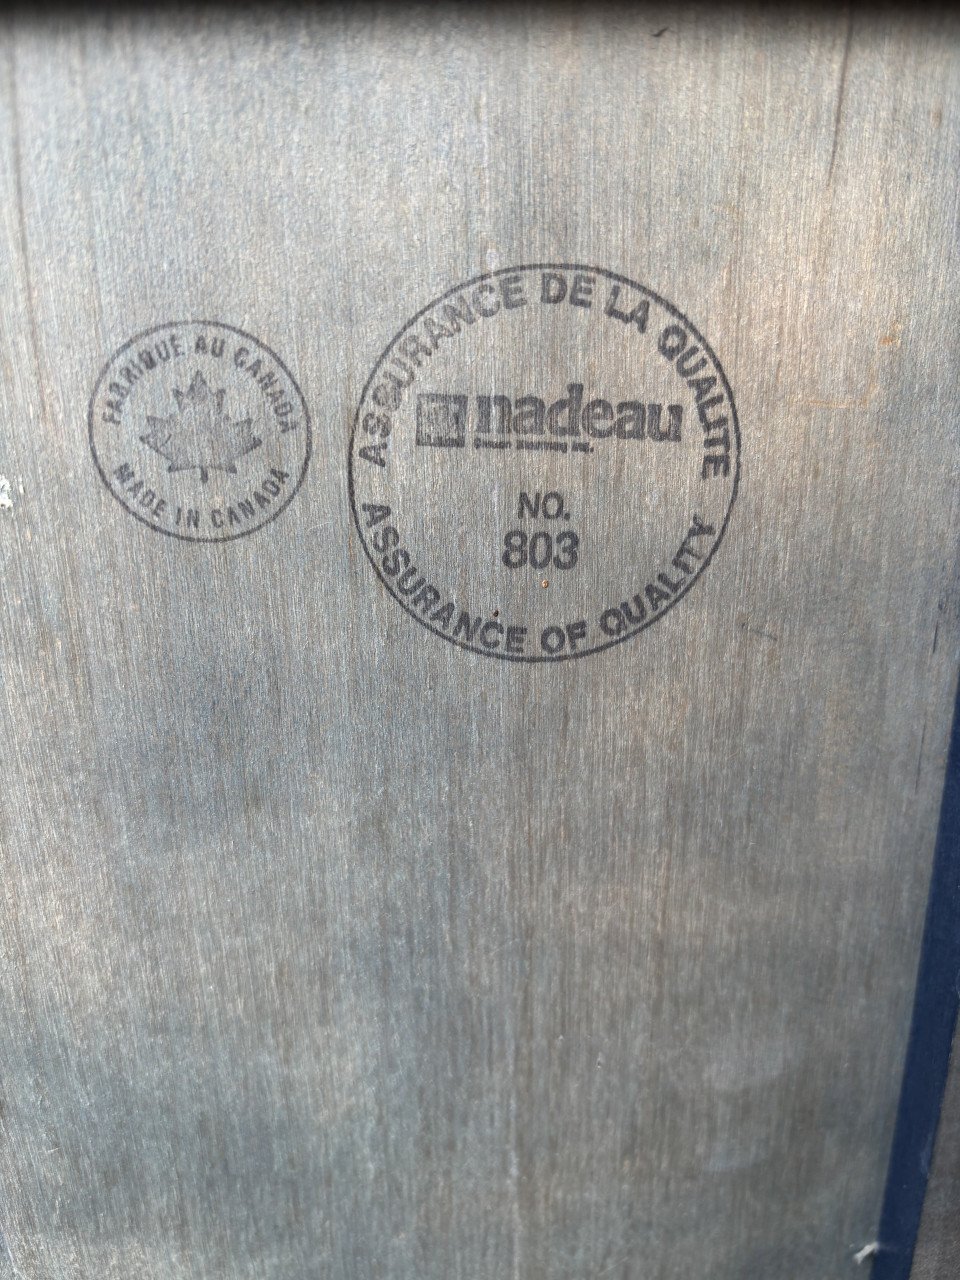 FABRIQUE AU CANADA
MADE IN CANADA
ASSURANCE DE LA QUALITE
nadeau
NO.
803
ASSURANCE OF QUALITY